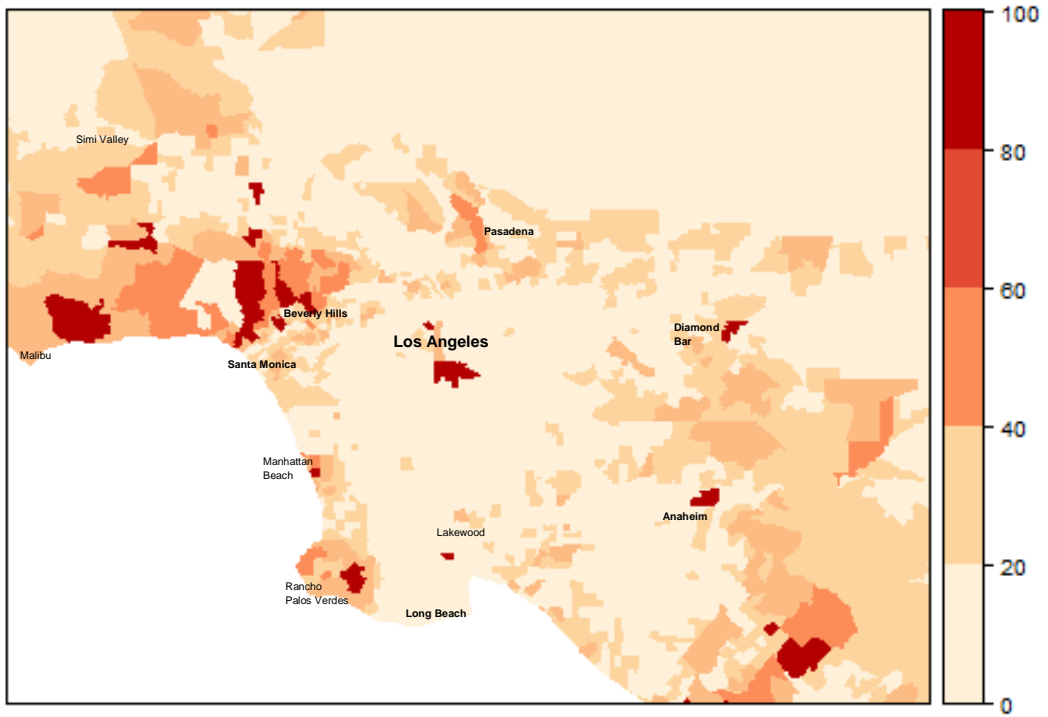 100
Simi Valley
80
Pasadena
60
Beverly Hills
Diamond
Bar
Los Angeles
Malibu
Santa Monica
40
Manhattan
Beach
Anaheim
Lakewood
20
Rancho
Palos Verdes
Long Beach
0